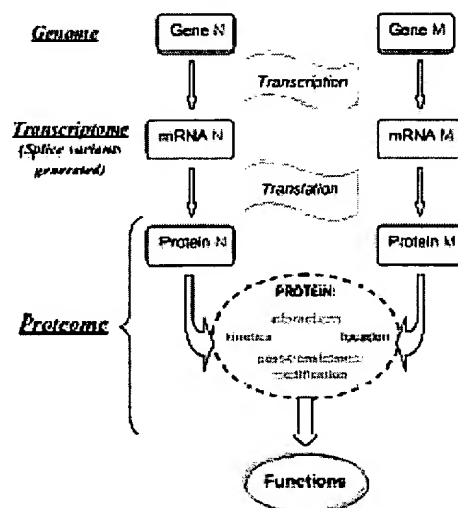 Genome
Gene N
Gene M
Transcription
Transcriptome
(Splice variants
generated)
mRNA N
mRNA M
Translation
Protein N
Protein M
Proteome
PROTEIN:
interactions
kinetics
location
post-translational
modification
Functions